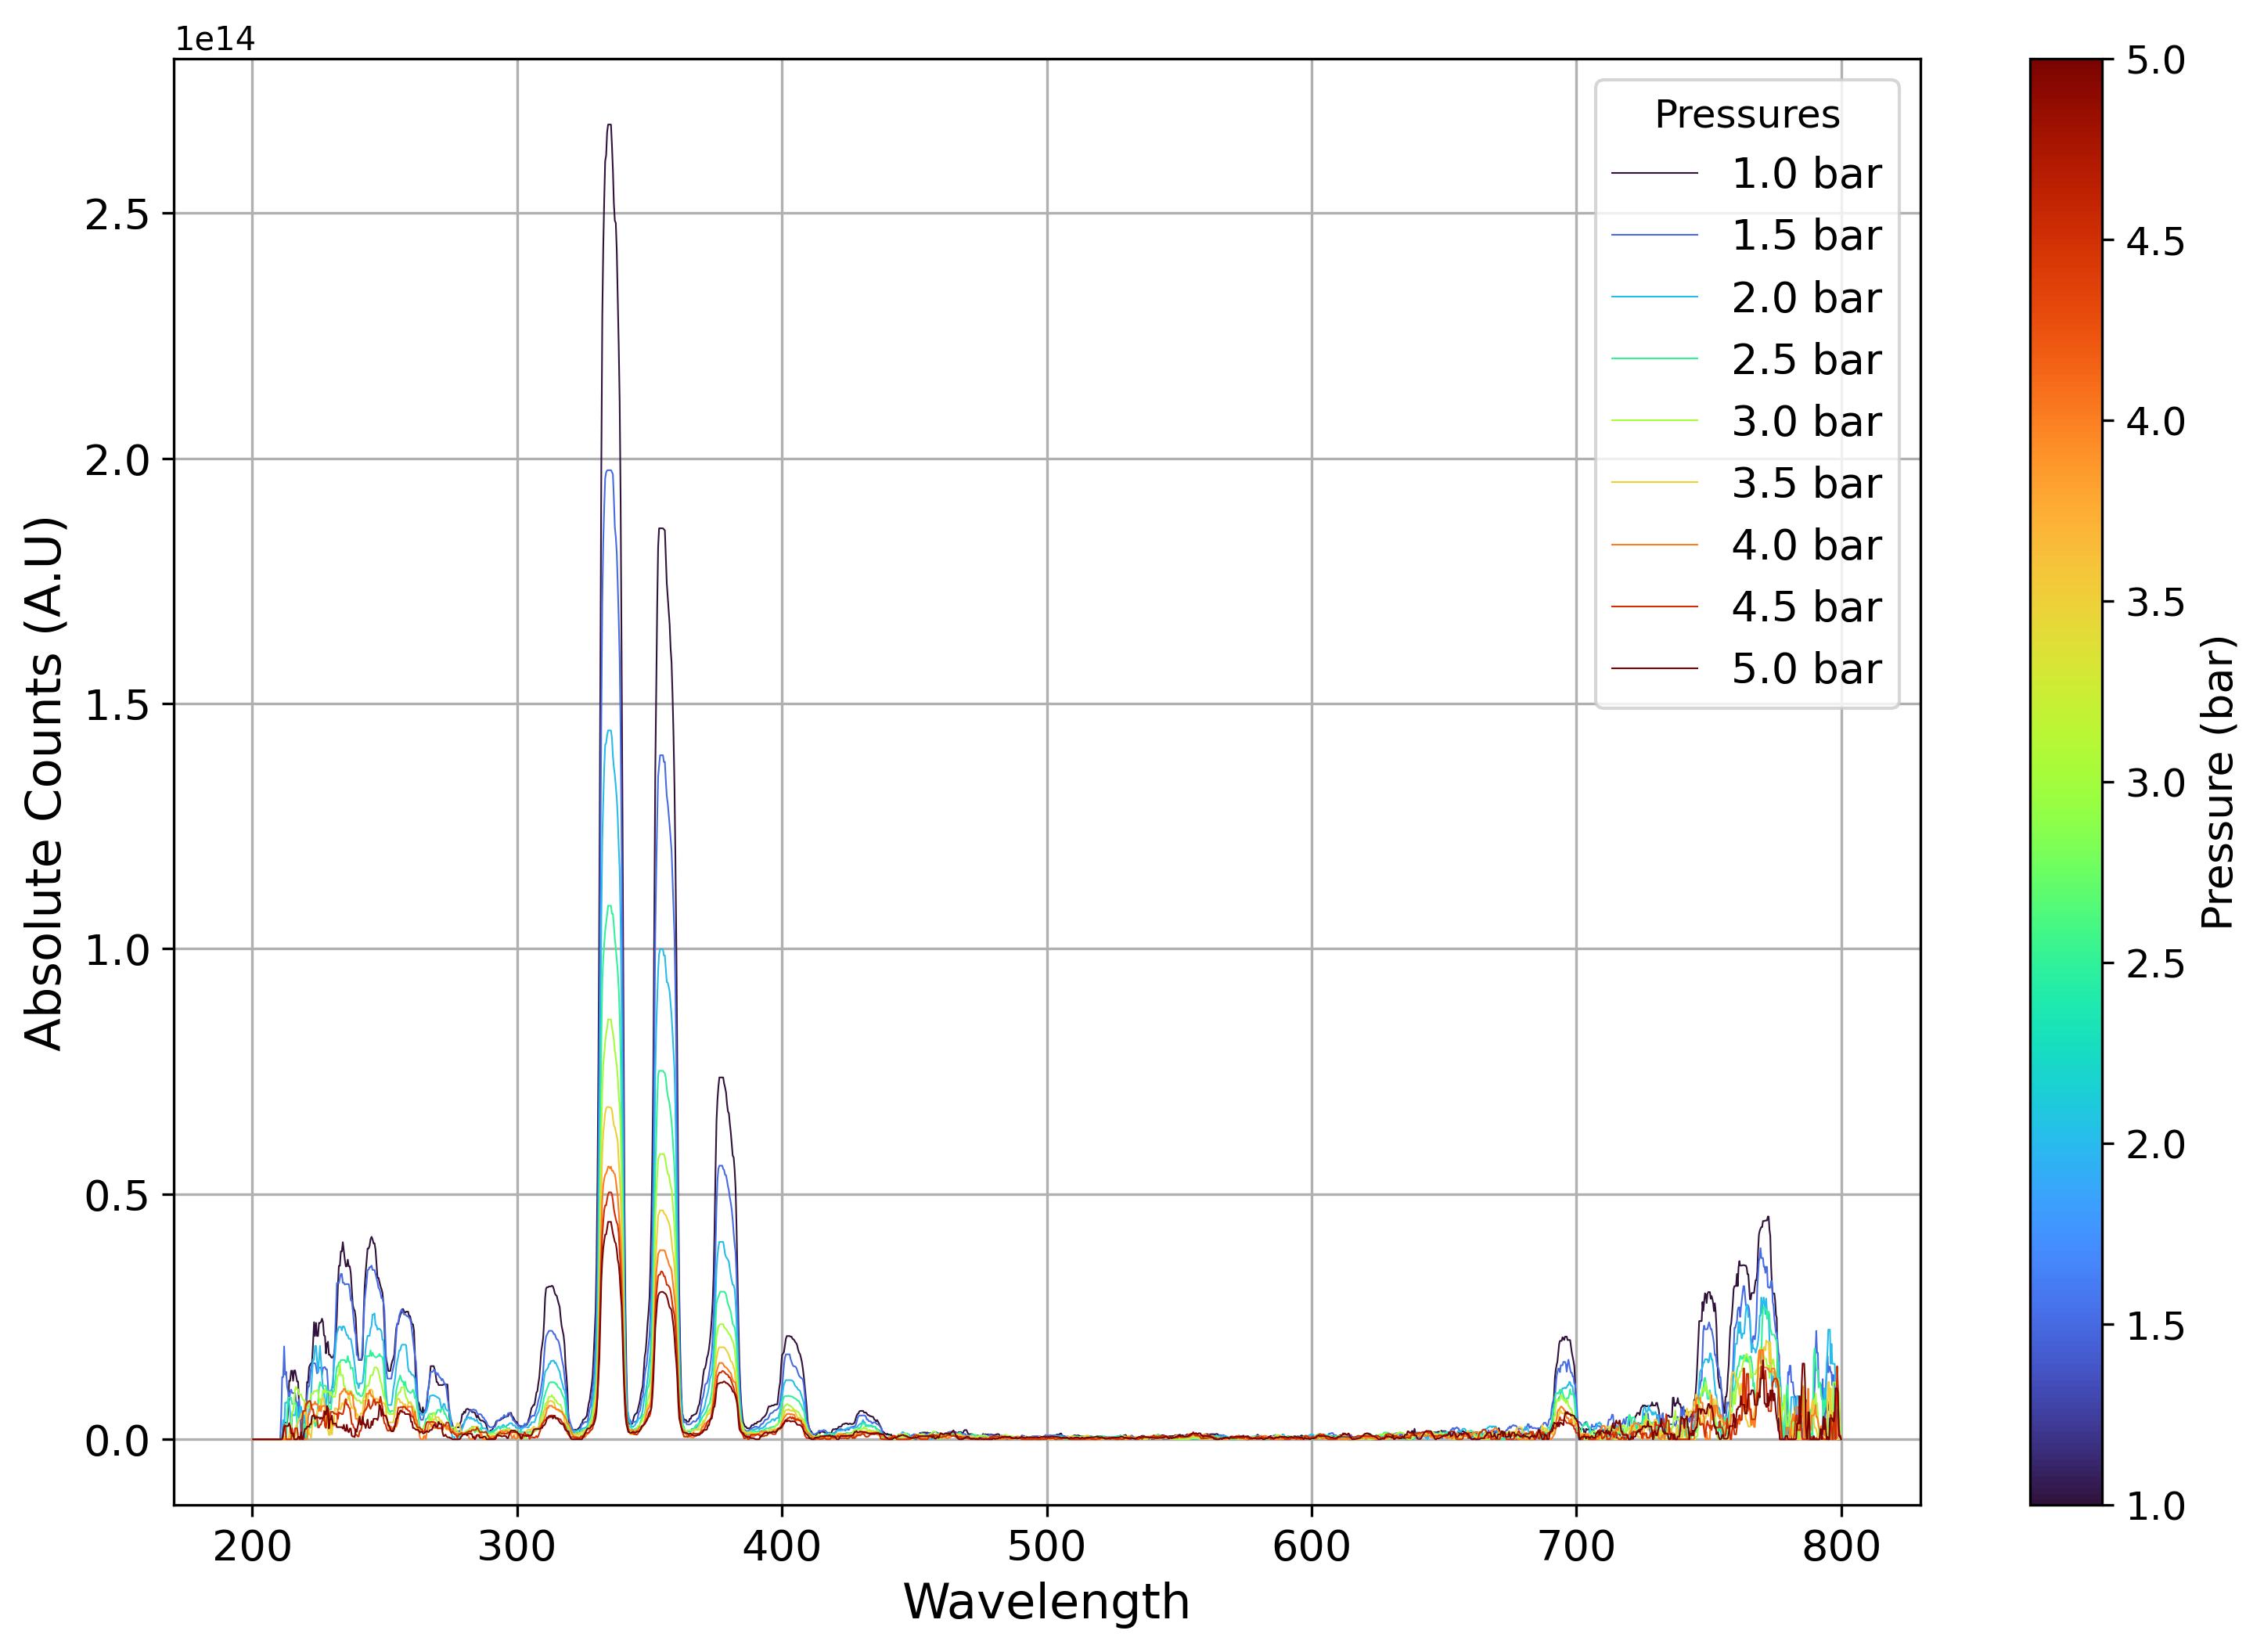 1e14
2.5
2.0
1.5
1.0
0.5
0.0
Absolute Counts (A.U)
200 300 400 500 600 700 800
Wavelength
Pressures
1.0 bar
1.5 bar
2.0 bar
2.5 bar
3.0 bar
3.5 bar
4.0 bar
4.5 bar
5.0 bar
5.0
4.5
4.0
3.5
3.0
2.5
2.0
1.5
1.0
Pressure (bar)